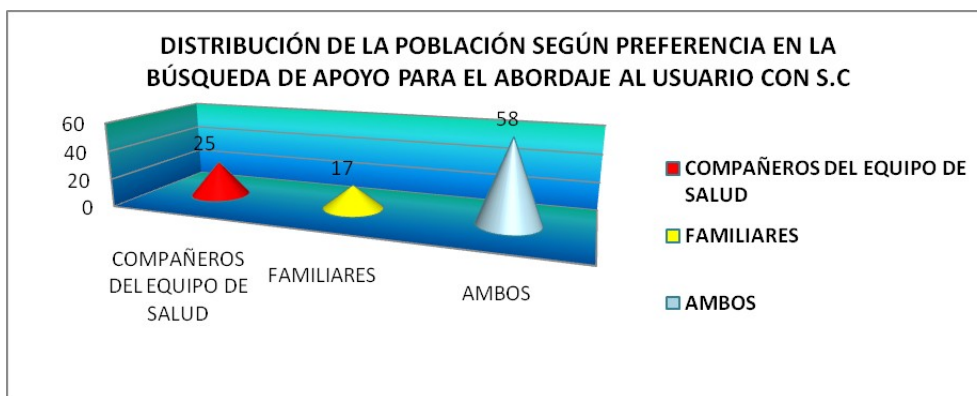 DISTRIBUCIÓN DE LA POBLACIÓN SEGÚN PREFERENCIA EN LA
BÚSQUEDA DE APOYO PARA EL ABORDAJE AL USUARIO CON S.C
60
40
20
0
25
17
58
COMPAÑEROS
DEL EQUIPO DE
SALUD
FAMILIARES
AMBOS
COMPAÑEROS DEL EQUIPO DE
SALUD
FAMILIARES
AMBOS